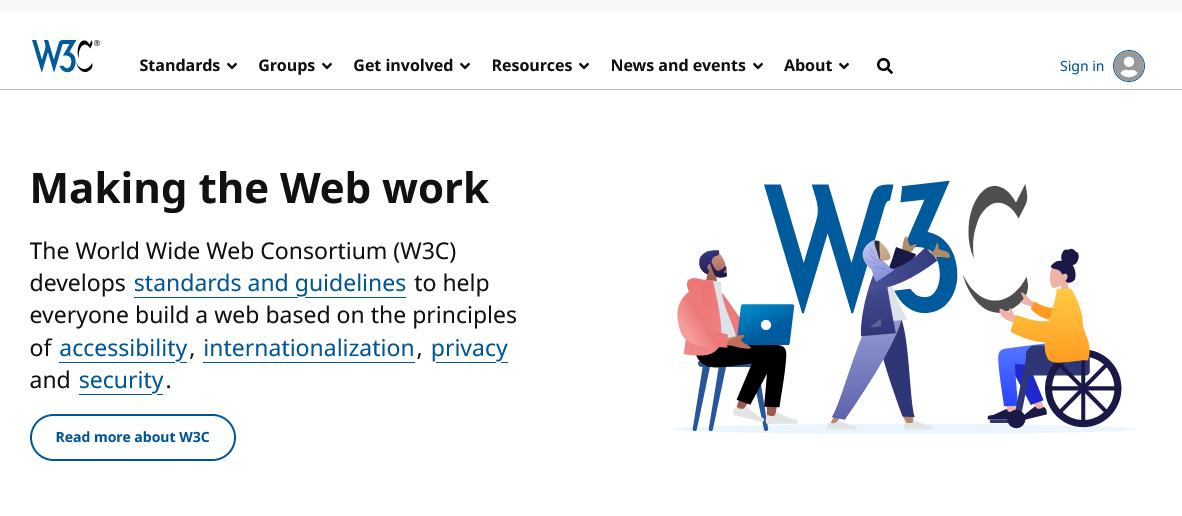 W3C®
Standards Groups Get involved Resources News and events About
Sign in
Making the Web work
The World Wide Web Consortium (W3C)
develops standards and guidelines to help
everyone build a web based on the principles
of accessibility, internationalization, privacy
and security.
Read more about W3C
W3C